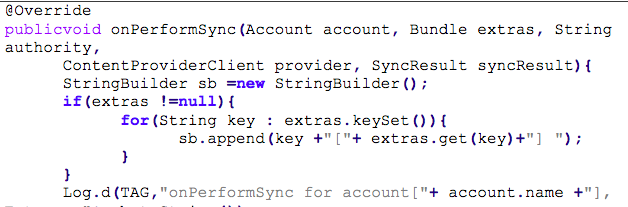 @Override
publicvoid onPerformSync(Account account, Bundle extras, String
authority,
ContentProviderClient provider, SyncResult syncResult){
StringBuilder sb =new StringBuilder();
if(extras !=null){
for(String key : extras.keySet()){
sb.append(key +"["+ extras.get(key)+"] ");
}
}
Log.d(TAG,"onPerformSync for account["+ account.name +"],